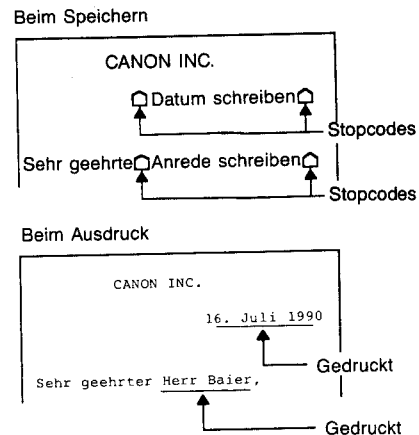 Beim Speichern
CANON INC.
Datum schreiben
Stopcodes
Sehr geehrte Anrede schreiben
Stopcodes
Beim Ausdruck
CANON INC.
16. Juli 1990
Gedruckt
Sehr geehrter Herr Baier,
Gedruckt